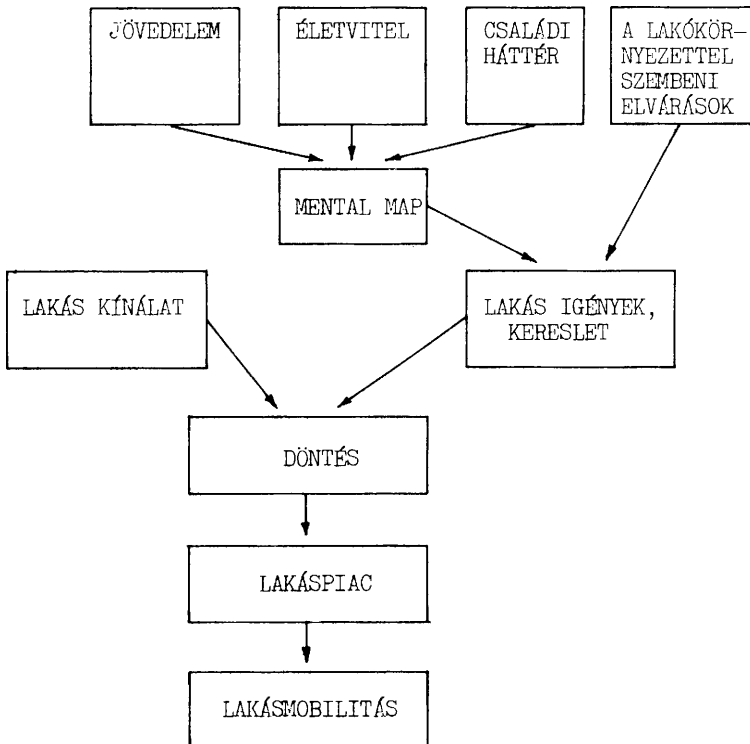 JÖVEDELEM
ÉLETVITEL
CSALÁDI
HÁTTÉR
A LAKÓKÖR-
NYEZETTEL
SZEMBENI
ELVÁRÁSOK
MENTAL MAP
LAKÁS KÍNÁLAT
LAKÁS IGÉNYEK,
KERESLET
DÖNTÉS
LAKÁSPIAC
LAKÁSMOBILITÁS